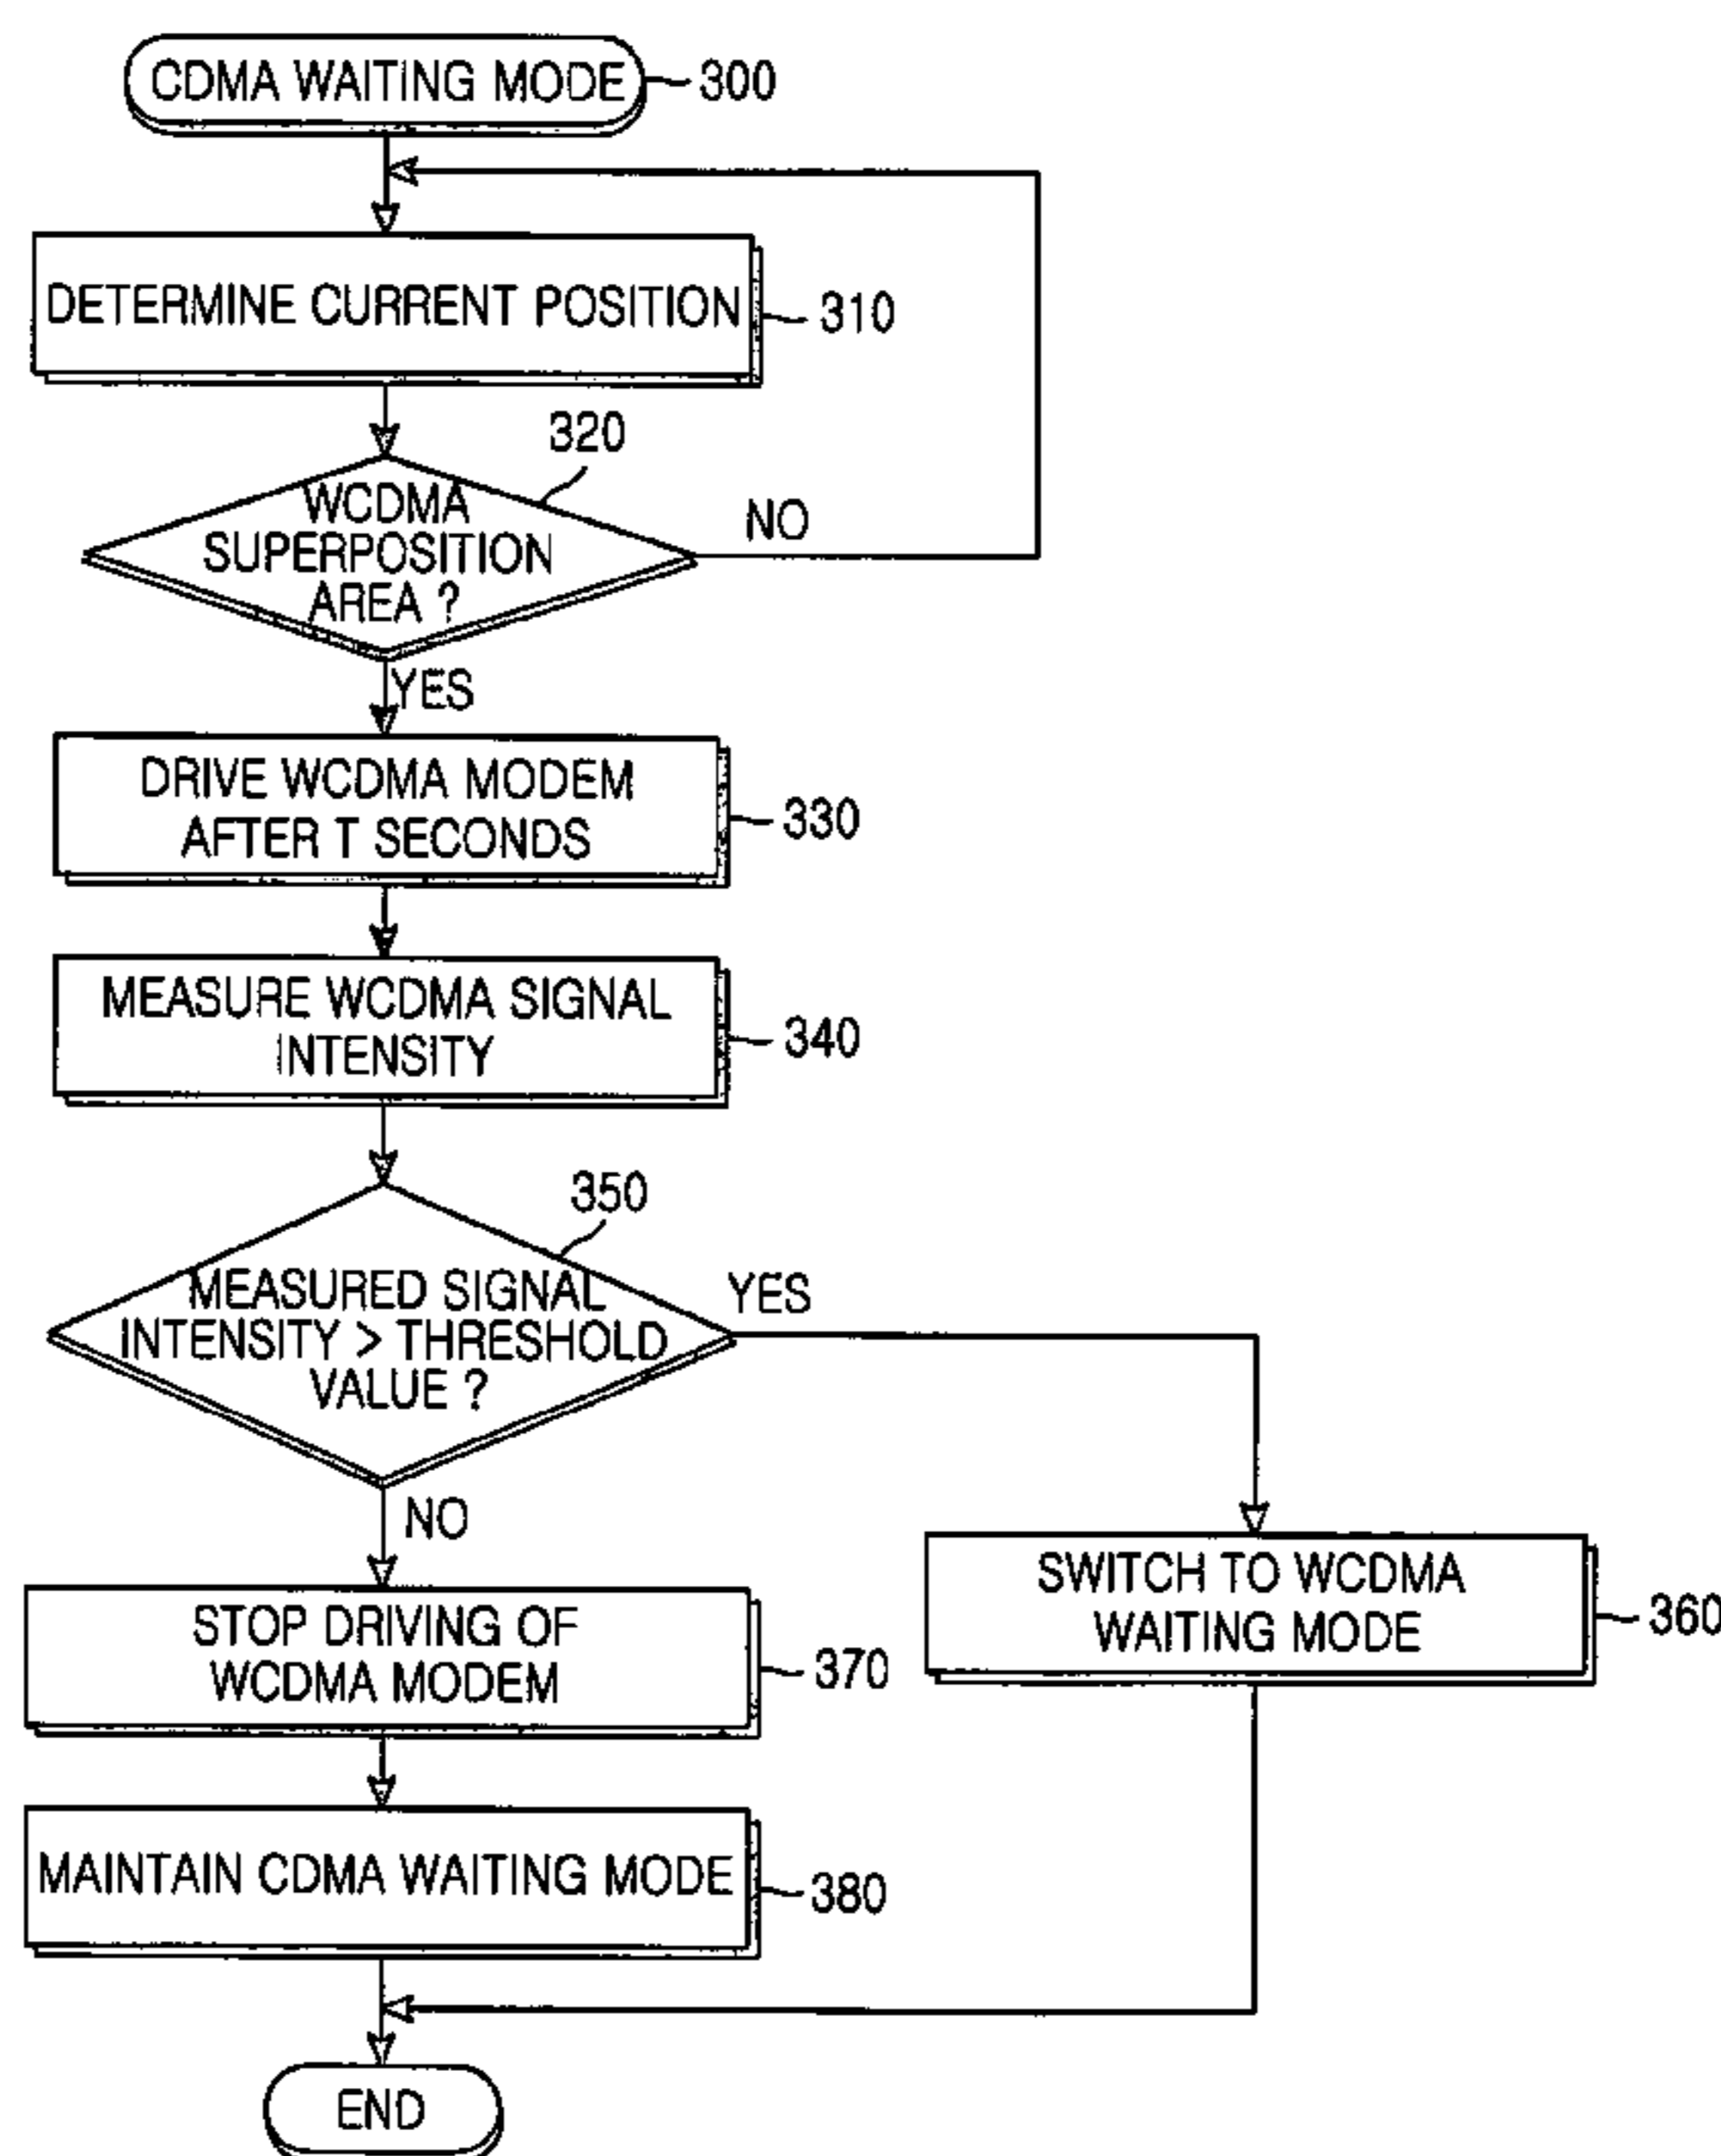 CDMA WAITING MODE
300
DETERMINE CURRENT POSITION
310
320
WCDMA
SUPERPOSITION
AREA ?
NO
YES
DRIVE WCDMA MODEM
AFTER T SECONDS
330
MEASURE WCDMA SIGNAL
INTENSITY
340
350
MEASURED SIGNAL
INTENSITY > THRESHOLD
VALUE ?
YES
NO
SWITCH TO WCDMA
WAITING MODE
360
STOP DRIVING OF
WCDMA MODEM
370
MAINTAIN CDMA WAITING MODE
380
END